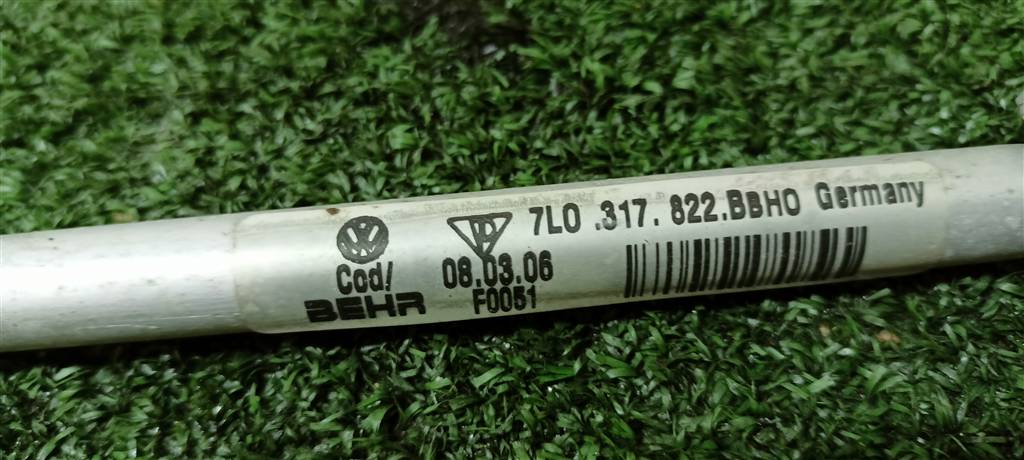 7L0 .317. 822.BBHO Germany
Cod/
BEHR
08.03.06
F0051